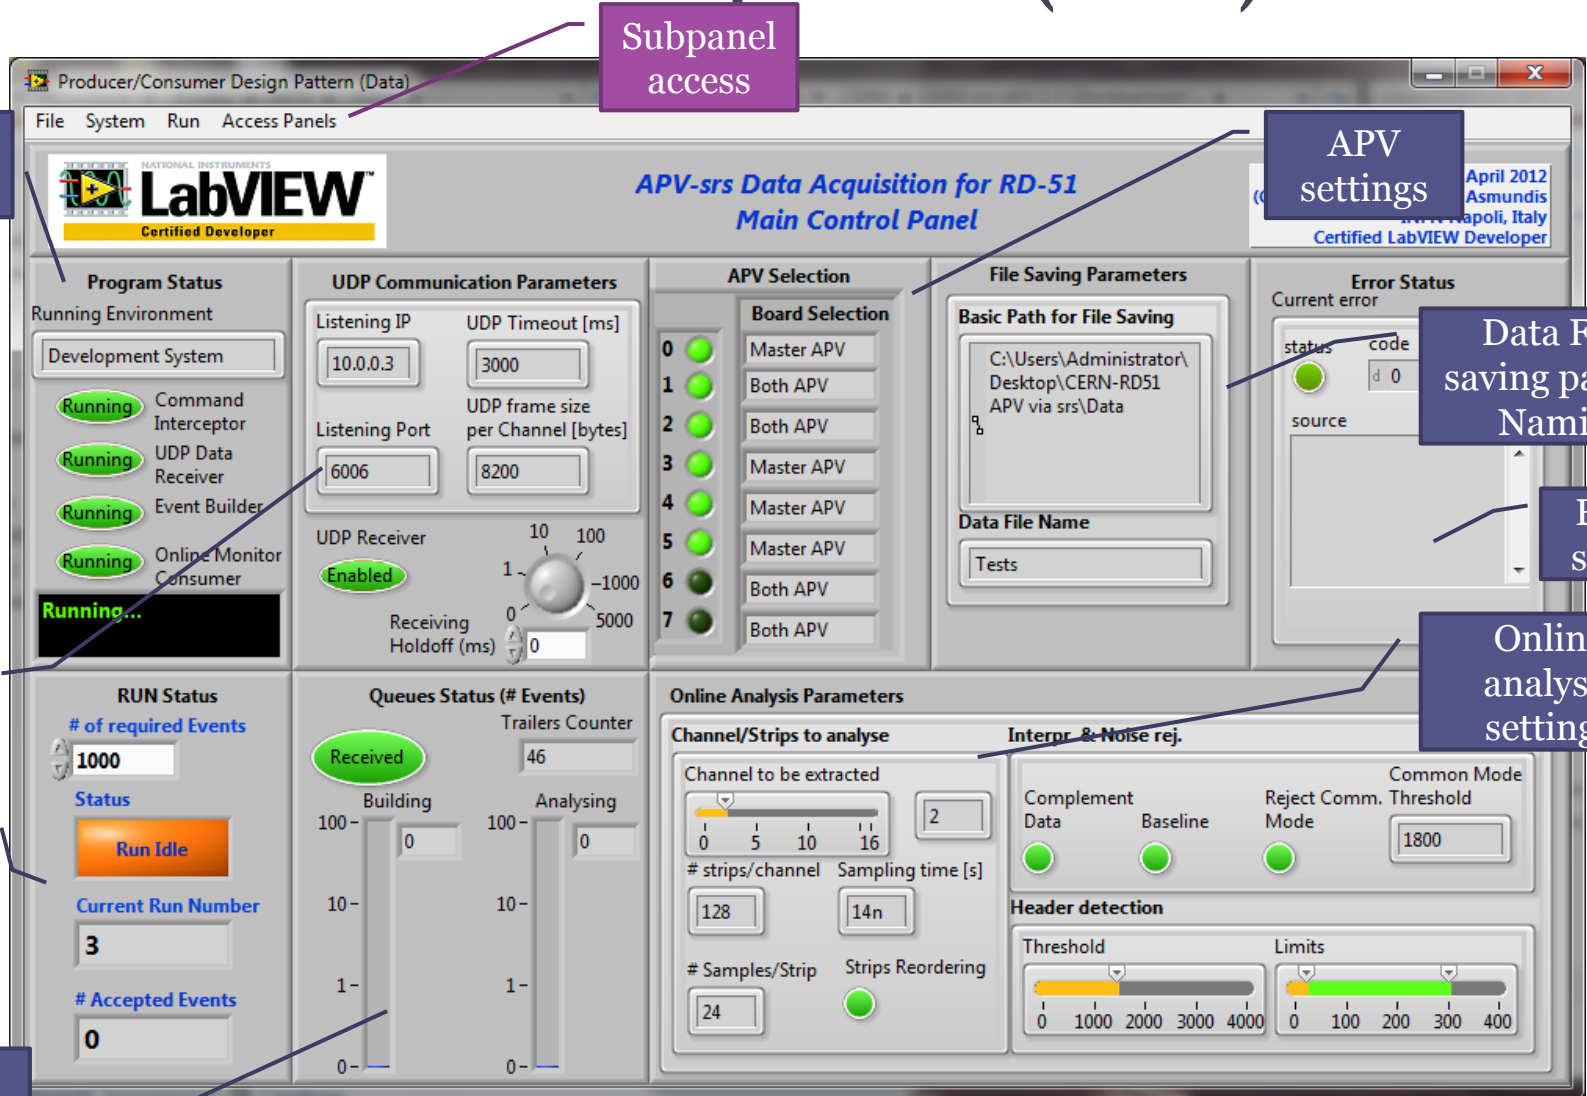 Subpanel
access
Producer/Consumer Design Pattern (Data)
File System Run Access Panels
NATIONAL INSTRUMENTS
LabVIEW™
Certified Developer
APV-srs Data Acquisition for RD-51
Main Control Panel
APV
settings
April 2012
Asmundis
Napoli, Italy
Certified LabVIEW Developer
Program Status
Running Environment
Development System
Running Command
Interceptor
Running UDP Data
Receiver
Running Event Builder
Running Online Monitor
Consumer
Running...
UDP Communication Parameters
Listening IP UDP Timeout [ms]
10.0.0.3 3000
UDP frame size
Listening Port per Channel [bytes]
6006 8200
UDP Receiver
Enabled
0 1 10 100 1000 5000
Receiving
Holdoff (ms) 0
APV Selection
Board Selection
0 Master APV
1 Both APV
2 Both APV
3 Master APV
4 Master APV
5 Master APV
6 Both APV
7 Both APV
File Saving Parameters
Basic Path for File Saving
C:\Users\Administrator\
Desktop\CERN-RD51
APV via srs\Data
Data File Name
Tests
Error Status
Current error
status code
d 0
source
Data F
saving pa
Nami
Onlin
analys
setting
RUN Status
# of required Events
1000
Status
Run Idle
Current Run Number
3
# Accepted Events
0
Queues Status (# Events)
Trailers Counter
Received 46
Building Analysing
100 0 100 0
10 10
1 1
0 0
Online Analysis Parameters
Channel/Strips to analyse
Channel to be extracted
0 5 10 16 2
# strips/channel Sampling time [s]
128 14n
# Samples/Strip Strips Reordering
24
Interpr. & Noise rej.
Complement
Data Baseline
Reject Comm.
Mode
Common Mode
Threshold
1800
Header detection
Threshold Limits
0 1000 2000 3000 4000 0 100 200 300 400